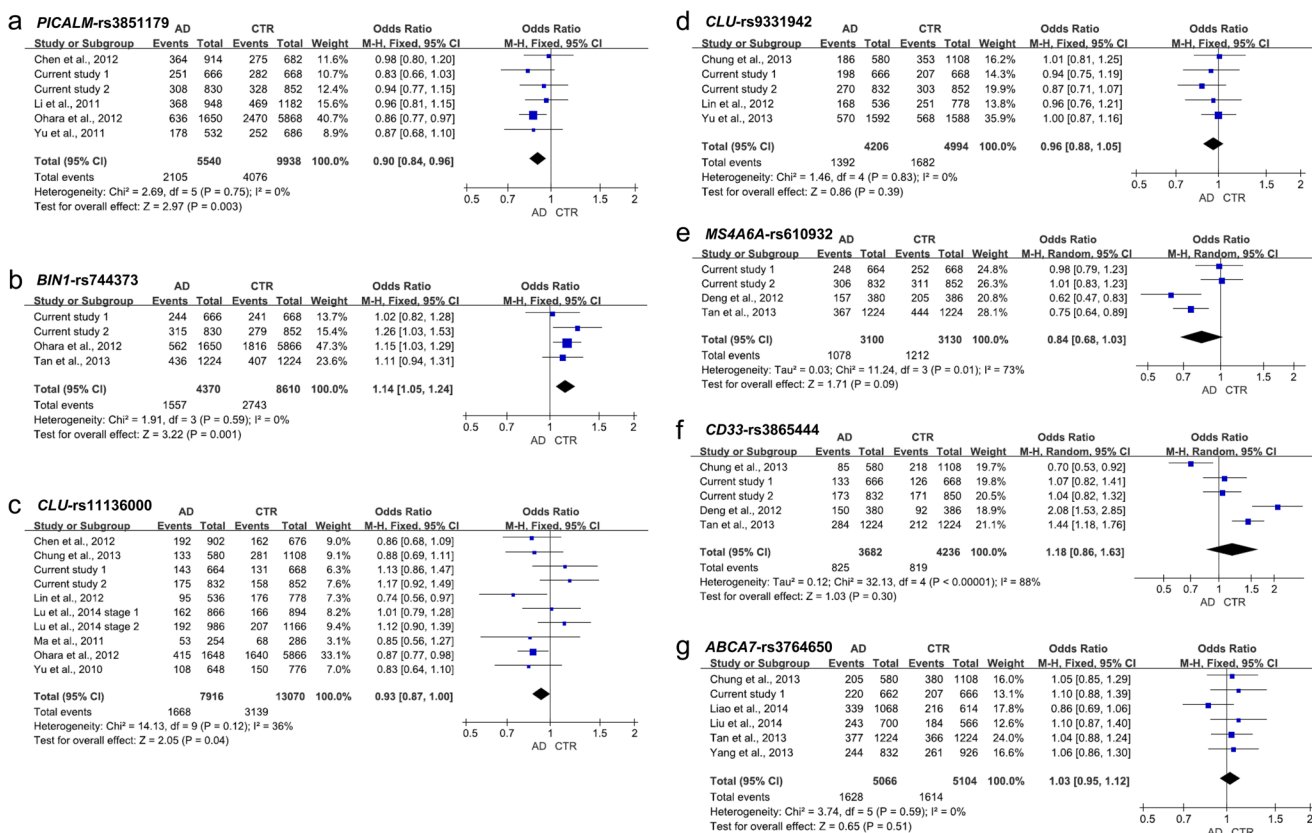 a PICALM-rs3851179
AD CTR Odds Ratio Odds Ratio
Study or Subgroup Events Total Events Total Weight M-H, Fixed, 95% CI M-H, Fixed, 95% CI
Chen et al., 2012 364 914 275 682 11.6% 0.98 [0.80, 1.20]
Current study 1 251 666 282 668 10.7% 0.83 [0.66, 1.03]
Current study 2 308 830 328 852 12.4% 0.94 [0.77, 1.15]
Li et al., 2011 368 948 469 1182 15.6% 0.96 [0.81, 1.15]
Ohara et al., 2012 636 1650 2470 5868 40.7% 0.86 [0.77, 0.97]
Yu et al., 2011 178 532 252 686 8.9% 0.87 [0.68, 1.10]
Total (95% CI) 5540 9938 100.0% 0.90 [0.84, 0.96]
Total events 2105 4076
Heterogeneity: Chi² = 2.69, df = 5 (P = 0.75); I² = 0%
Test for overall effect: Z = 2.97 (P = 0.003)
0.5 0.7 1 1.5 2
AD CTR
b BIN1-rs744373
AD CTR Odds Ratio Odds Ratio
Study or Subgroup Events Total Events Total Weight M-H, Fixed, 95% CI M-H, Fixed, 95% CI
Current study 1 244 666 241 668 13.7% 1.02 [0.82, 1.28]
Current study 2 315 830 279 852 15.4% 1.26 [1.03, 1.53]
Ohara et al., 2012 562 1650 1816 5866 47.3% 1.15 [1.03, 1.29]
Tan et al., 2013 436 1224 407 1224 23.6% 1.11 [0.94, 1.31]
Total (95% CI) 4370 8610 100.0% 1.14 [1.05, 1.24]
Total events 1557 2743
Heterogeneity: Chi² = 1.91, df = 3 (P = 0.59); I² = 0%
Test for overall effect: Z = 3.22 (P = 0.001)
0.5 0.7 1 1.5 2
AD CTR
c CLU-rs11136000
AD CTR Odds Ratio Odds Ratio
Study or Subgroup Events Total Events Total Weight M-H, Fixed, 95% CI M-H, Fixed, 95% CI
Chen et al., 2012 192 902 162 676 9.0% 0.86 [0.68, 1.09]
Chung et al., 2013 133 580 281 1108 9.1% 0.88 [0.69, 1.11]
Current study 1 143 664 131 668 6.3% 1.13 [0.86, 1.47]
Current study 2 175 832 158 852 7.6% 1.17 [0.92, 1.49]
Lin et al., 2012 95 536 176 778 7.3% 0.74 [0.56, 0.97]
Lu et al., 2014 stage 1 162 866 166 894 8.2% 1.01 [0.79, 1.28]
Lu et al., 2014 stage 2 192 986 207 1166 9.4% 1.12 [0.90, 1.39]
Ma et al., 2011 53 254 68 286 3.1% 0.85 [0.56, 1.27]
Ohara et al., 2012 415 1648 1640 5866 33.1% 0.87 [0.77, 0.98]
Yu et al., 2010 108 648 150 776 7.0% 0.83 [0.64, 1.10]
Total (95% CI) 7916 13070 100.0% 0.93 [0.87, 1.00]
Total events 1668 3139
Heterogeneity: Chi² = 14.13, df = 9 (P = 0.12); I² = 36%
Test for overall effect: Z = 2.05 (P = 0.04)
0.5 0.7 1 1.5 2
AD CTR
d CLU-rs9331942
AD CTR Odds Ratio Odds Ratio
Study or Subgroup Events Total Events Total Weight M-H, Fixed, 95% CI M-H, Fixed, 95% CI
Chung et al., 2013 186 580 353 1108 16.2% 1.01 [0.81, 1.25]
Current study 1 198 666 207 668 14.3% 0.94 [0.75, 1.19]
Current study 2 270 832 303 852 19.9% 0.87 [0.71, 1.07]
Lin et al., 2012 168 536 251 778 13.7% 0.96 [0.76, 1.21]
Yu et al., 2013 570 1592 568 1588 35.9% 1.00 [0.87, 1.16]
Total (95% CI) 4206 4994 100.0% 0.96 [0.88, 1.05]
Total events 1392 1682
Heterogeneity: Chi² = 1.46, df = 4 (P = 0.83); I² = 0%
Test for overall effect: Z = 0.86 (P = 0.39)
0.5 0.7 1 1.5 2
AD CTR
e MS4A6A-rs610932
AD CTR Odds Ratio Odds Ratio
Study or Subgroup Events Total Events Total Weight M-H, Random, 95% CI M-H, Random, 95% CI
Current study 1 248 664 252 668 24.8% 0.98 [0.79, 1.23]
Current study 2 306 832 311 852 26.3% 1.01 [0.83, 1.23]
Deng et al., 2012 157 380 205 386 20.8% 0.62 [0.47, 0.83]
Tan et al., 2013 367 1224 444 1224 28.1% 0.75 [0.64, 0.89]
Total (95% CI) 3100 3130 100.0% 0.84 [0.68, 1.03]
Total events 1078 1212
Heterogeneity: Tau² = 0.03; Chi² = 11.24, df = 3 (P = 0.01); I² = 73%
Test for overall effect: Z = 1.71 (P = 0.09)
0.5 0.7 1 1.5 2
AD CTR
f CD33-rs3865444
AD CTR Odds Ratio Odds Ratio
Study or Subgroup Events Total Events Total Weight M-H, Random, 95% CI M-H, Random, 95% CI
Chung et al., 2013 85 580 218 1108 19.7% 0.70 [0.53, 0.92]
Current study 1 133 666 126 668 19.8% 1.07 [0.82, 1.41]
Current study 2 173 832 171 850 20.5% 1.04 [0.82, 1.32]
Deng et al., 2012 150 380 92 386 18.9% 2.08 [1.53, 2.85]
Tan et al., 2013 284 1224 212 1224 21.1% 1.44 [1.18, 1.76]
Total (95% CI) 3682 4236 100.0% 1.18 [0.86, 1.63]
Total events 825 819
Heterogeneity: Tau² = 0.12; Chi² = 32.13, df = 4 (P < 0.00001); I² = 88%
Test for overall effect: Z = 1.03 (P = 0.30)
0.5 0.7 1 1.5 2
AD CTR
g ABCA7-rs3764650
AD CTR Odds Ratio Odds Ratio
Study or Subgroup Events Total Events Total Weight M-H, Fixed, 95% CI M-H, Fixed, 95% CI
Chung et al., 2013 205 580 380 1108 16.0% 1.05 [0.85, 1.29]
Current study 1 220 662 207 666 13.1% 1.10 [0.88, 1.39]
Liao et al., 2014 339 1068 216 614 17.8% 0.86 [0.69, 1.06]
Liu et al., 2014 243 700 184 566 12.6% 1.10 [0.87, 1.40]
Tan et al., 2013 377 1224 366 1224 24.0% 1.04 [0.88, 1.24]
Yang et al., 2013 244 832 261 926 16.6% 1.06 [0.86, 1.30]
Total (95% CI) 5066 5104 100.0% 1.03 [0.95, 1.12]
Total events 1628 1614
Heterogeneity: Chi² = 3.74, df = 5 (P = 0.59); I² = 0%
Test for overall effect: Z = 0.65 (P = 0.51)
0.5 0.7 1 1.5 2
AD CTR